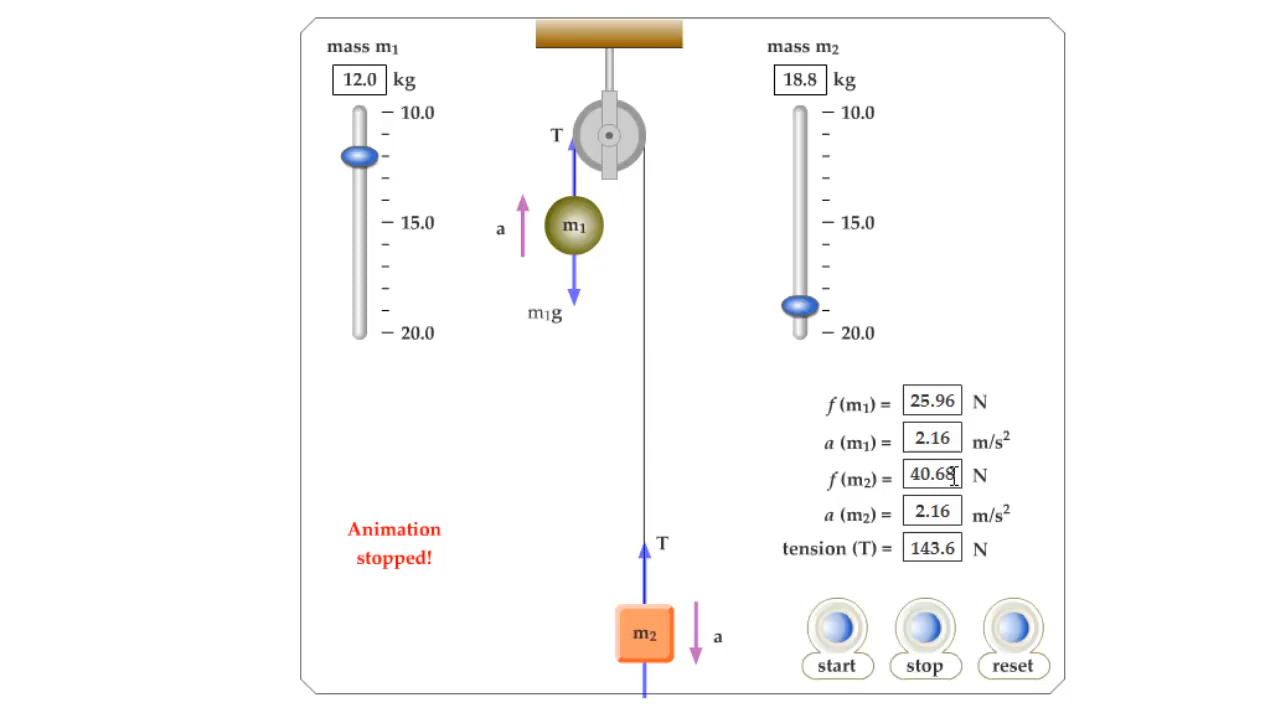 mass m₁
12.0 kg
10.0
15.0
20.0
T
m₁
a
m₁g
mass m₂
18.8 kg
10.0
15.0
20.0
f (m₁) = 25.96 N
a (m₁) = 2.16 m/s²
f (m₂) = 40.68 N
a (m₂) = 2.16 m/s²
tension (T) = 143.6 N
Animation
stopped!
T
m₂
a
start stop reset